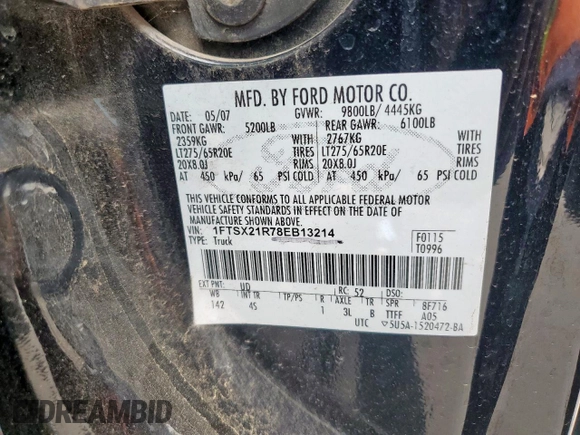 MFD. BY FORD MOTOR CO.
DATE: 05/07 GVWR: 9800LB/ 4445KG
FRONT GAWR: 5200LB REAR GAWR: 6100LB
2359KG WITH 2767KG WITH
LT275/65R20E TIRES LT275/65R20E TIRES
20X8.0J RIMS 20X8.0J RIMS
AT 450 kPa/ 65 PSI COLD AT 450 kPa/ 65 PSI COLD
THIS VEHICLE CONFORMS TO ALL APPLICABLE FEDERAL MOTOR
VEHICLE SAFETY STANDARDS IN EFFECT ON THE DATE OF
MANUFACTURE SHOWN ABOVE.
VIN: 1FTSX21R78EB13214
TYPE: Truck
F0115
T0996
EXT PNT: UD RC: 52 DSO:
WB INT TR TP/PS R AXLE TR SPR 8F716
142 4S 1 3L B TTFF A05
UTC 5U5A-1520472-BA
IDREAMBID